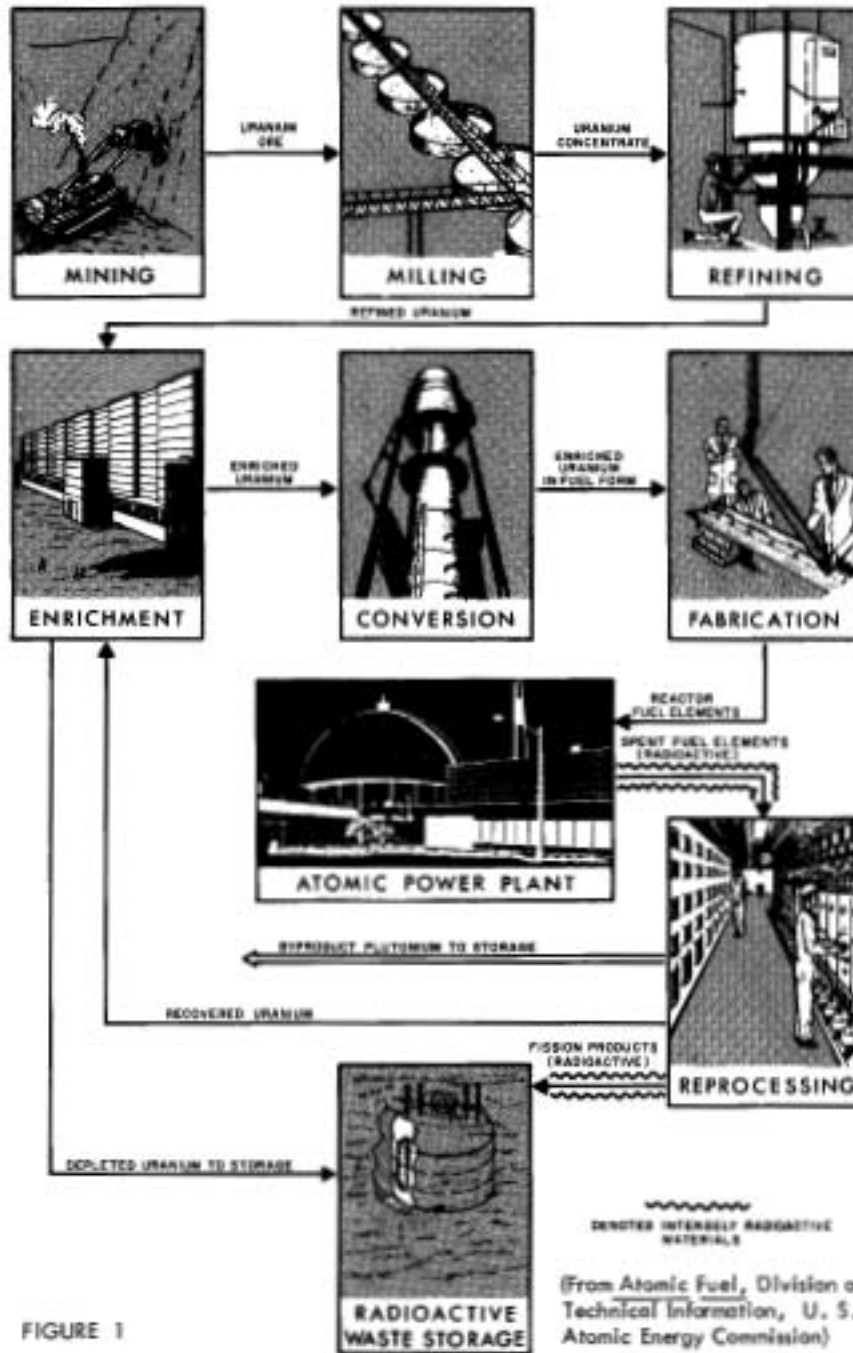 URANIUM
ORE
URANIUM
CONCENTRATE
MINING
MILLING
REFINING
REFINED URANIUM
ENRICHED
URANIUM
ENRICHED
URANIUM
IN FUEL FORM
ENRICHMENT
CONVERSION
FABRICATION
REACTOR
FUEL ELEMENTS
SPENT FUEL ELEMENTS
(RADIOACTIVE)
ATOMIC POWER PLANT
BYPRODUCT PLUTONIUM TO STORAGE
RECOVERED URANIUM
FISSION PRODUCTS
(RADIOACTIVE)
REPROCESSING
DEPLETED URANIUM TO STORAGE
DENOTES INTENSELY RADIOACTIVE
MATERIALS
RADIOACTIVE
WASTE STORAGE
(From Atomic Fuel, Division o
Technical Information, U. S.
Atomic Energy Commission)
FIGURE 1